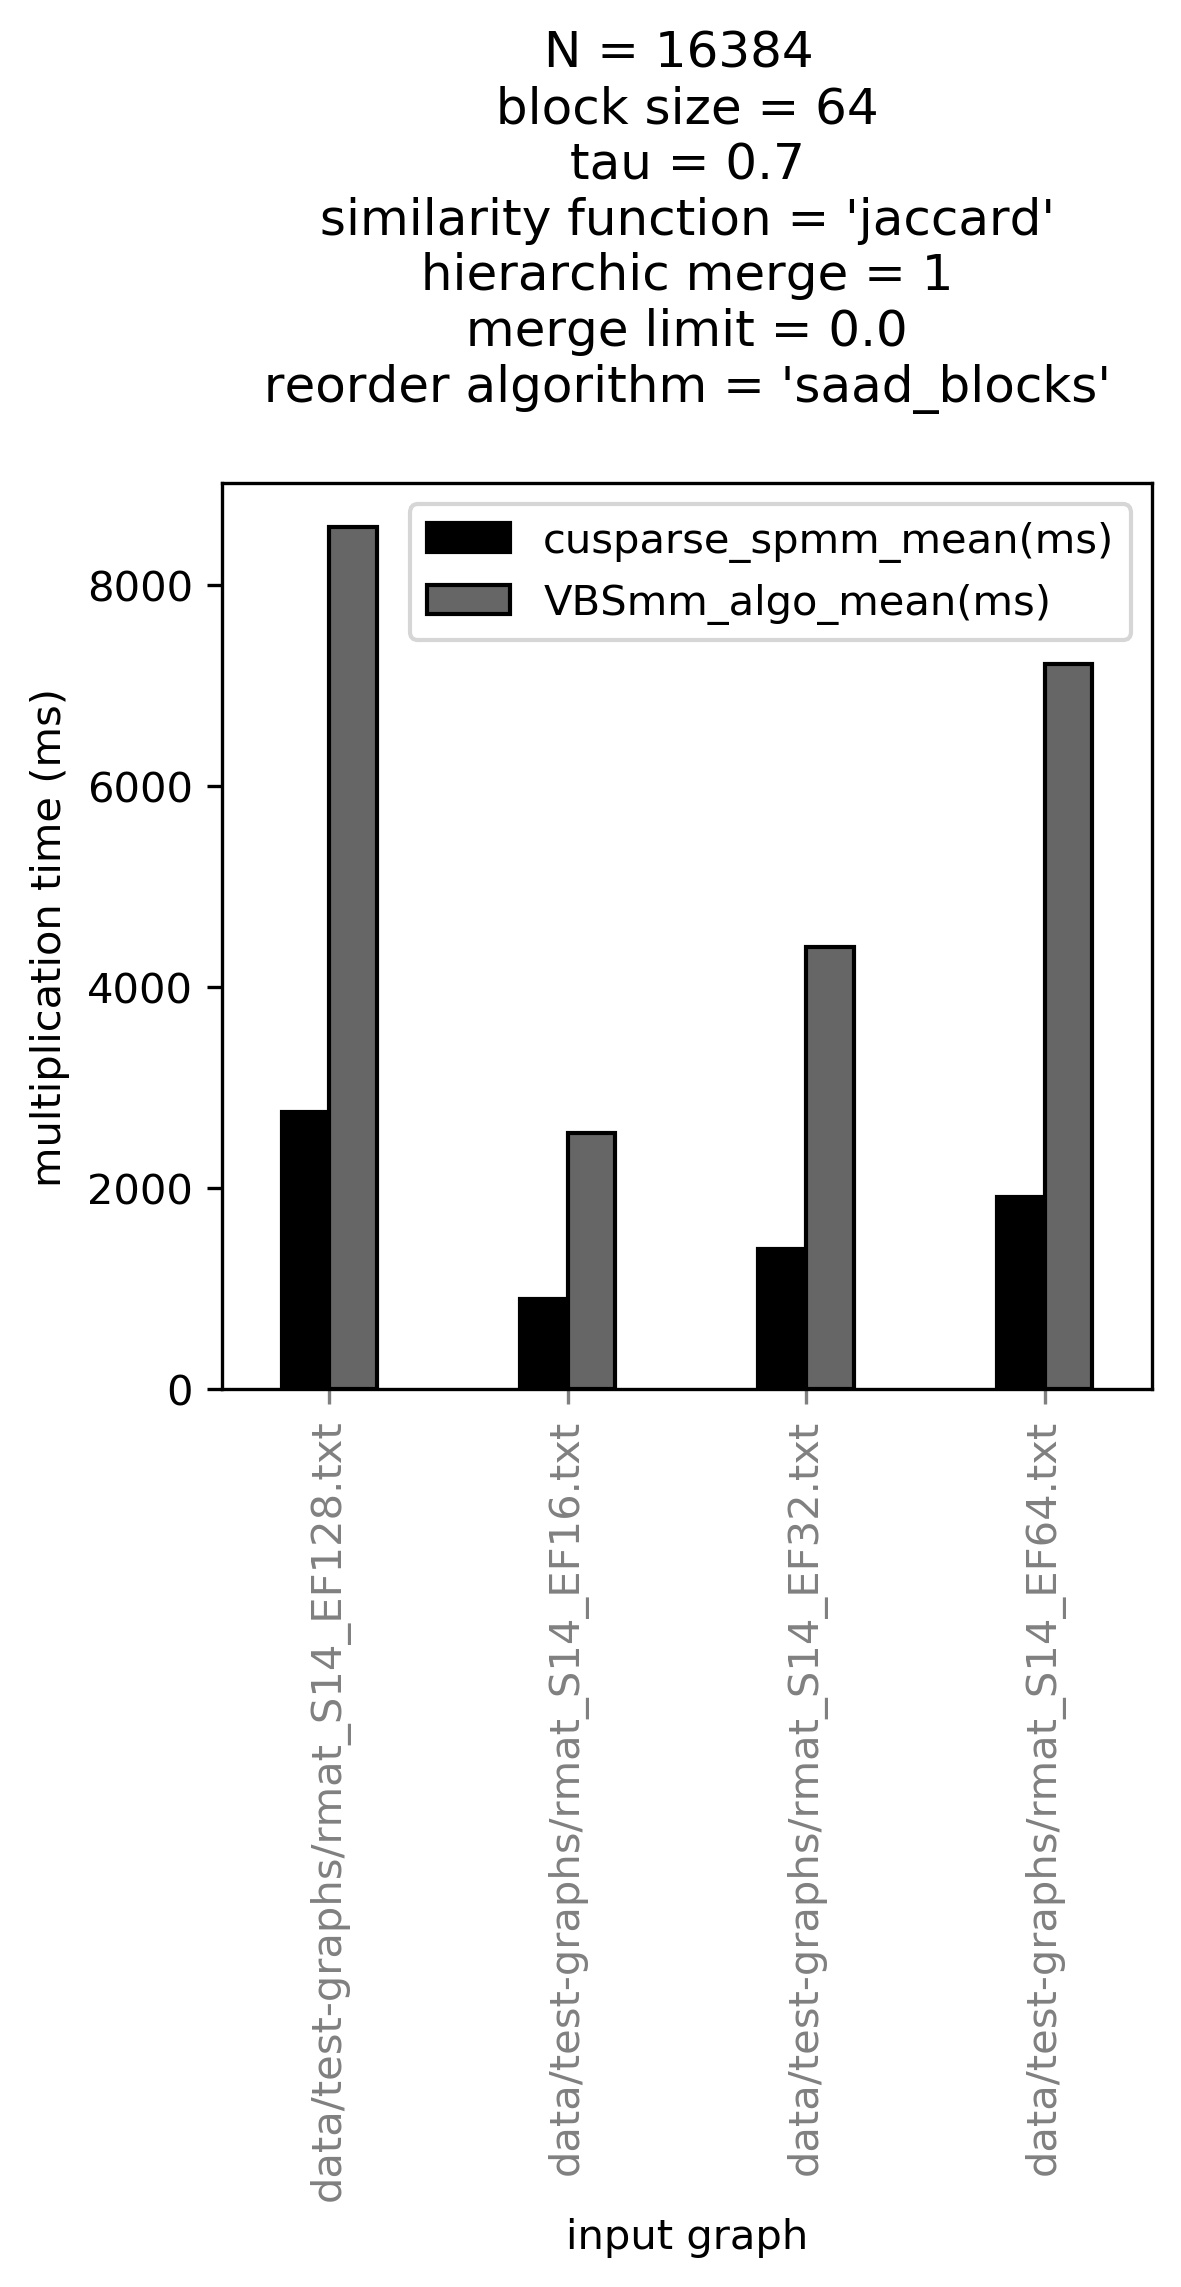 N = 16384
block size = 64
tau = 0.7
similarity function = 'jaccard'
hierarchic merge = 1
merge limit = 0.0
reorder algorithm = 'saad_blocks'
cusparse_spmm_mean(ms)
VBSmm_algo_mean(ms)
multiplication time (ms)
8000
6000
4000
2000
0
data/test-graphs/rmat_S14_EF128.txt
data/test-graphs/rmat_S14_EF16.txt
data/test-graphs/rmat_S14_EF32.txt
data/test-graphs/rmat_S14_EF64.txt
input graph